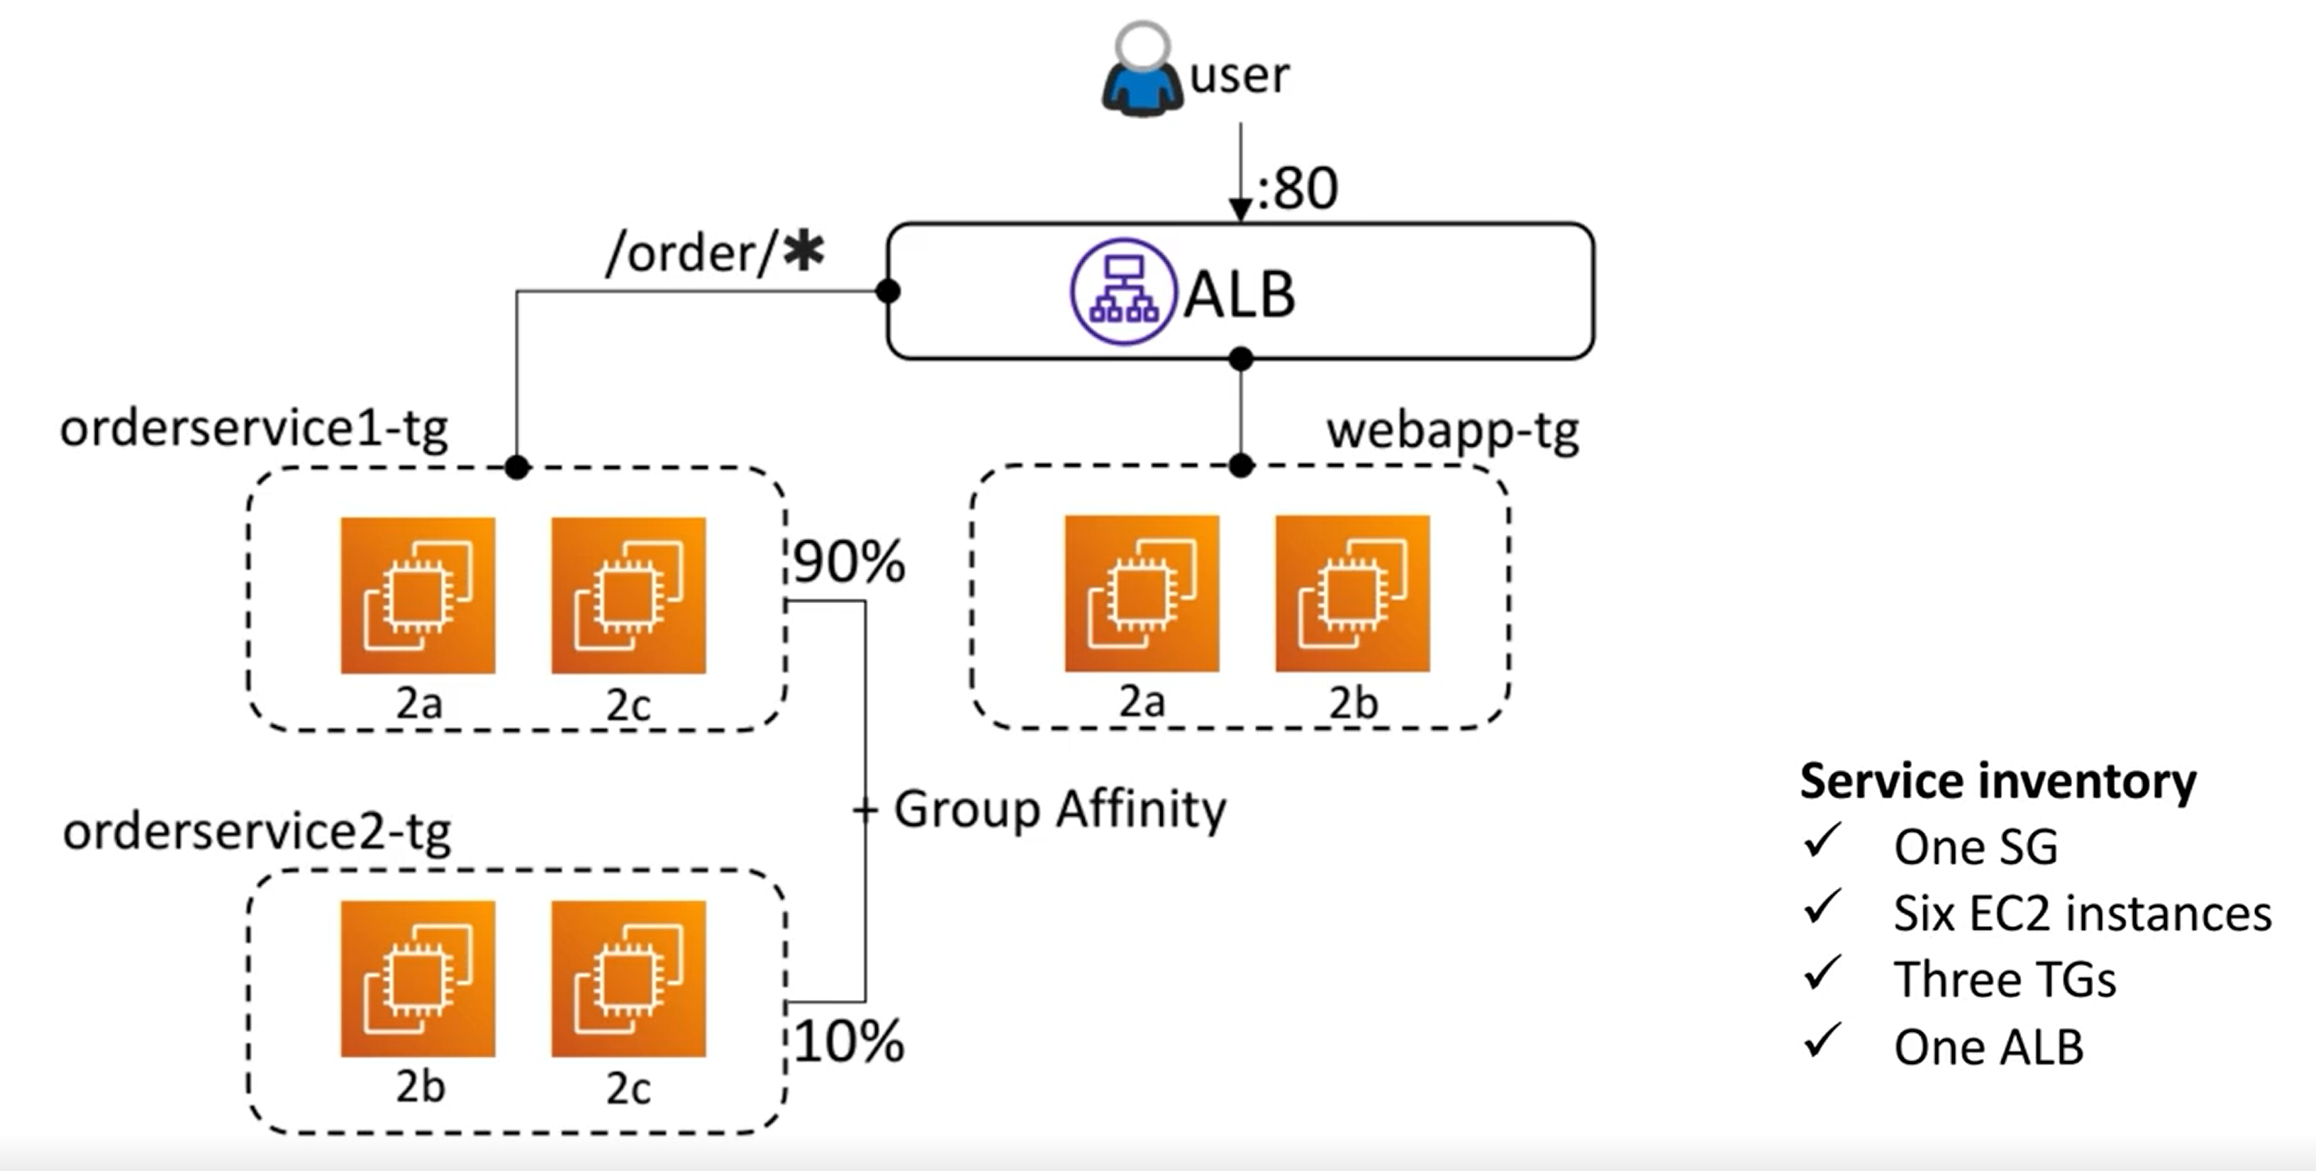 user
:80
/order/✱
ALB
orderservice1-tg
webapp-tg
90%
2a
2c
2a
2b
+ Group Affinity
orderservice2-tg
10%
2b
2c
Service inventory
✓ One SG
✓ Six EC2 instances
✓ Three TGs
✓ One ALB